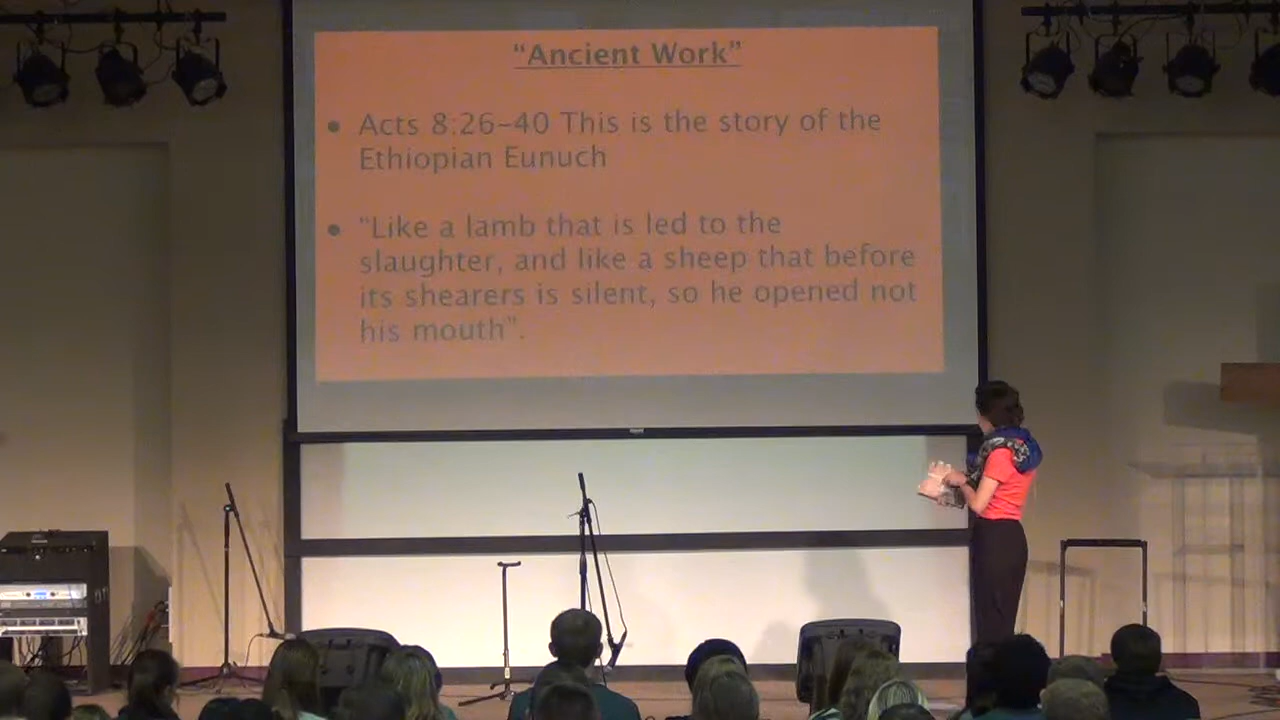 “Ancient Work”
• Acts 8:26-40 This is the story of the
Ethiopian Eunuch
• “Like a lamb that is led to the
slaughter, and like a sheep that before
its shearers is silent, so he opened not
his mouth”.